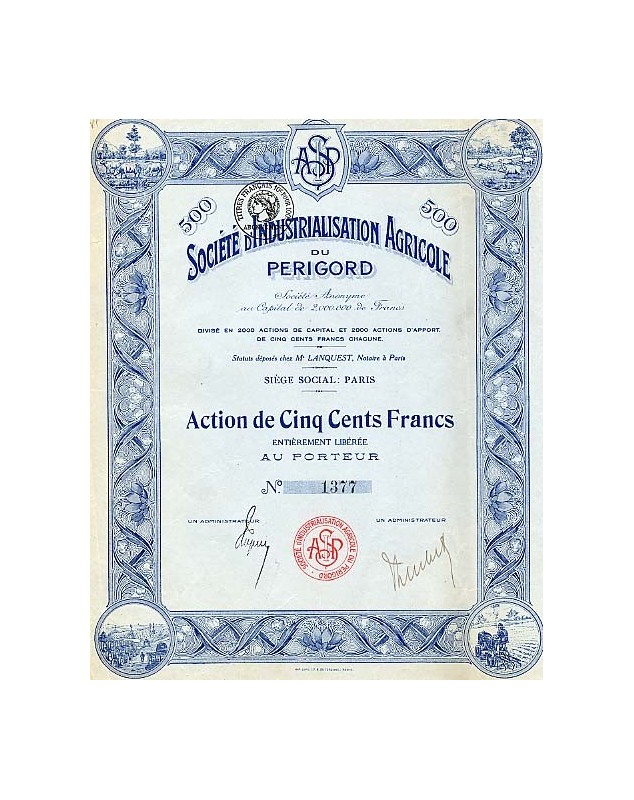 ASP
500
500
TITRES FRANÇAIS
SOCIÉTÉ D'INDUSTRIALISATION AGRICOLE
DU
PERIGORD
Société Anonyme
au Capital de 2.000.000 de Francs
DIVISÉ EN 2000 ACTIONS DE CAPITAL ET 2000 ACTIONS D'APPORT
DE CINQ CENTS FRANCS CHACUNE.
Statuts déposés chez Me LANQUEST, Notaire à Paris
SIÈGE SOCIAL: PARIS
Action de Cinq Cents Francs
ENTIÈREMENT LIBÉRÉE
AU PORTEUR
No. 1377
UN ADMINISTRATEUR
UN ADMINISTRATEUR
SOCIÉTÉ D'INDUSTRIALISATION AGRICOLE DU PERIGORD
ASP